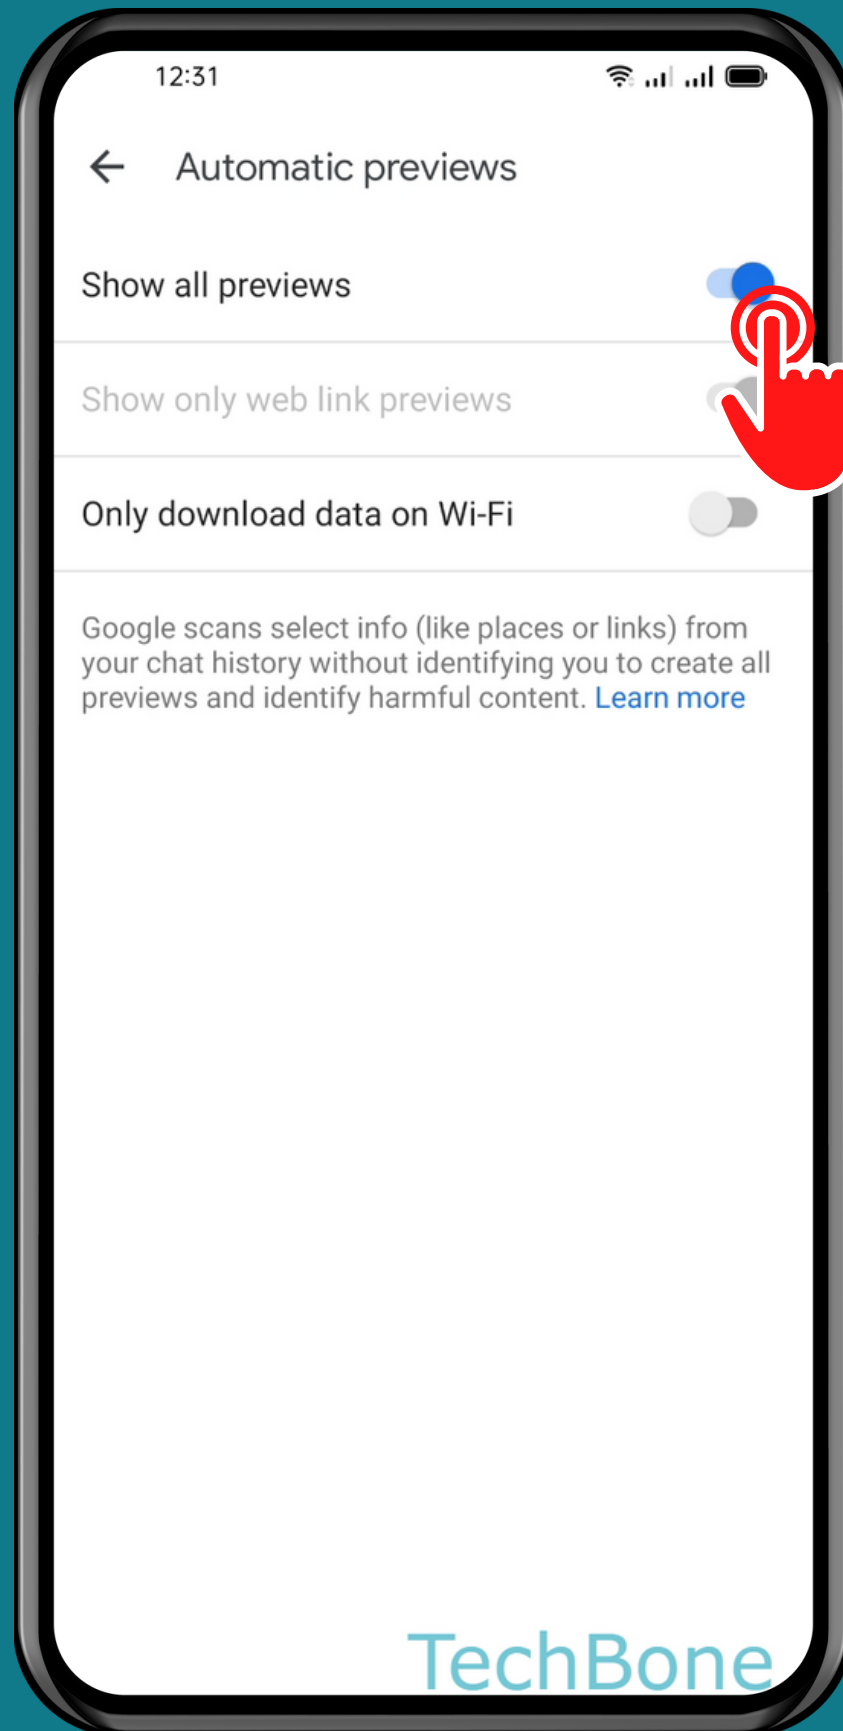 12:31
Automatic previews
Show all previews
Show only web link previews
Only download data on Wi-Fi
Google scans select info (like places or links) from
your chat history without identifying you to create all
previews and identify harmful content. Learn more
TechBone